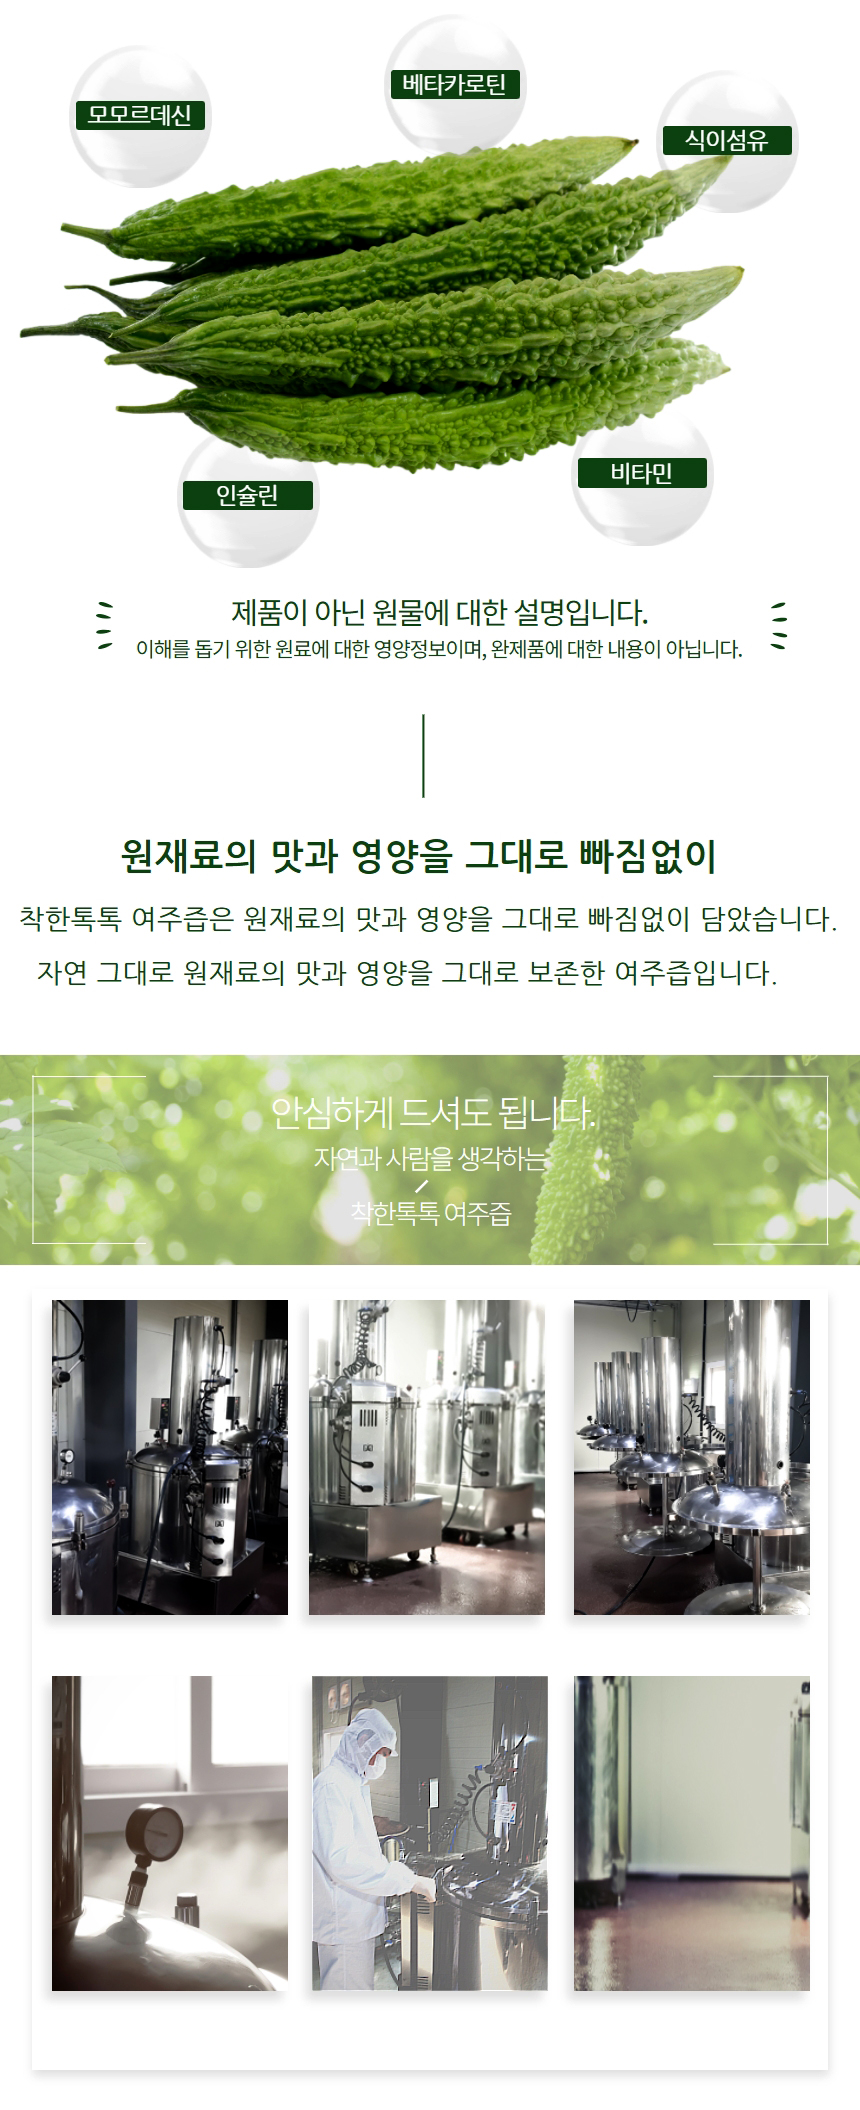 베타카로틴
모모르데신
식이섬유
비타민
인슐린
제품이 아닌 원물에 대한 설명입니다.
이해를 돕기 위한 원료에 대한 영양정보이며, 완제품에 대한 내용이 아닙니다.
원재료의 맛과 영양을 그대로 빠짐없이
착한톡톡 여주즙은 원재료의 맛과 영양을 그대로 빠짐없이 담았습니다.
자연 그대로 원재료의 맛과 영양을 그대로 보존한 여주즙입니다.
안심하게 드셔도 됩니다.
자연과 사람을 생각하는
착한톡톡 여주즙